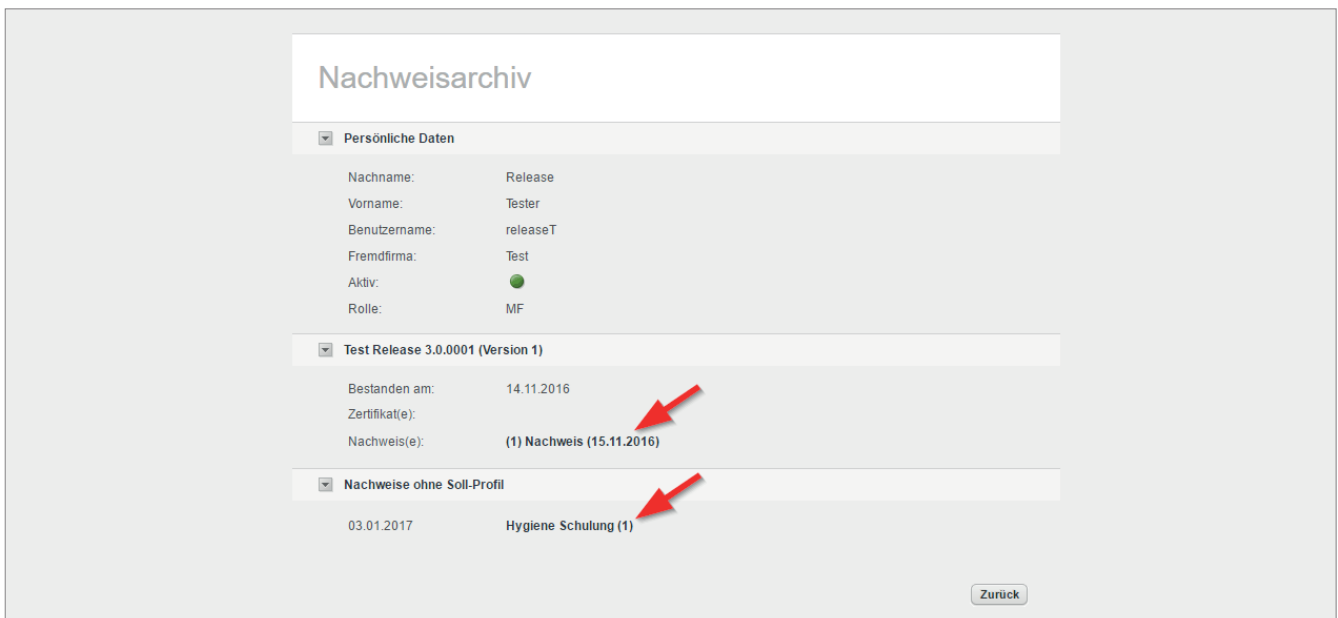 Nachweisarchiv
Persönliche Daten
Nachname: Release
Vorname: Tester
Benutzername: releaseT
Fremdfirma: Test
Aktiv:
Rolle: MF
Test Release 3.0.0001 (Version 1)
Bestanden am: 14.11.2016
Zertifikat(e):
Nachweis(e): (1) Nachweis (15.11.2016)
Nachweise ohne Soll-Profil
03.01.2017 Hygiene Schulung (1)
Zurück